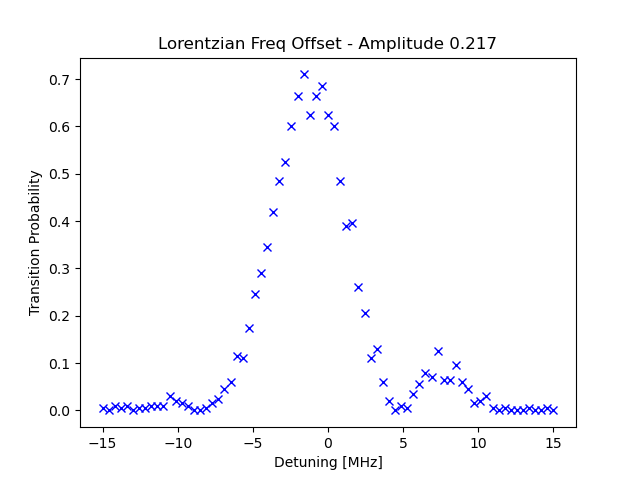 Lorentzian Freq Offset - Amplitude 0.217
Transition Probability
0.7
0.6
0.5
0.4
0.3
0.2
0.1
0.0
−15 −10 −5 0 5 10 15
Detuning [MHz]